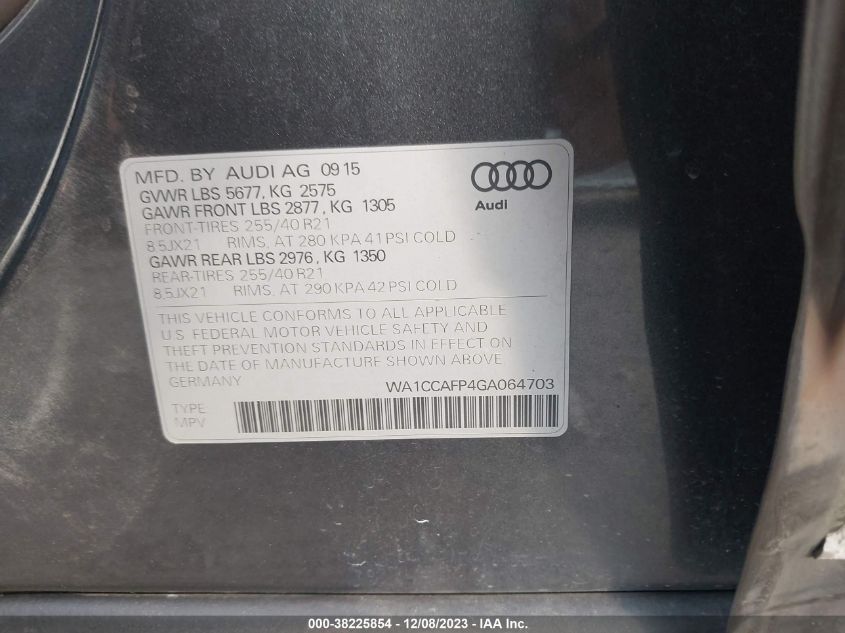 MFD. BY AUDI AG 09 15
GVWR LBS 5677, KG 2575
GAWR FRONT LBS 2877, KG 1305
FRONT-TIRES 255/40 R21
8.5JX21 RIMS, AT 280 KPA 41 PSI COLD
GAWR REAR LBS 2976, KG 1350
REAR-TIRES 255/40 R21
8.5JX21 RIMS, AT 290 KPA 42 PSI COLD
Audi
THIS VEHICLE CONFORMS TO ALL APPLICABLE
U.S. FEDERAL MOTOR VEHICLE SAFETY AND
THEFT PREVENTION STANDARDS IN EFFECT ON
THE DATE OF MANUFACTURE SHOWN ABOVE.
GERMANY WA1CCAFP4GA064703
TYPE
MPV
000-38225854 - 12/08/2023 - IAA Inc.